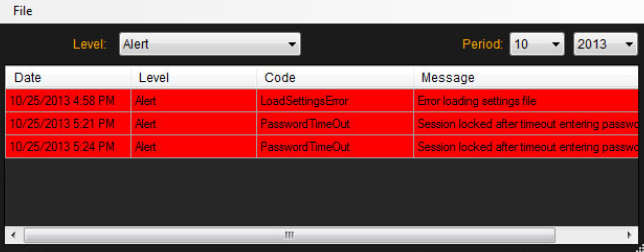 File
Level: Alert Period: 10 2013
Date Level Code Message
10/25/2013 4:58 PM Alert LoadSettingsError Error loading settings file
10/25/2013 5:21 PM Alert PasswordTimeOut Session locked after timeout entering passwo
10/25/2013 5:24 PM Alert PasswordTimeOut Session locked after timeout entering passwo